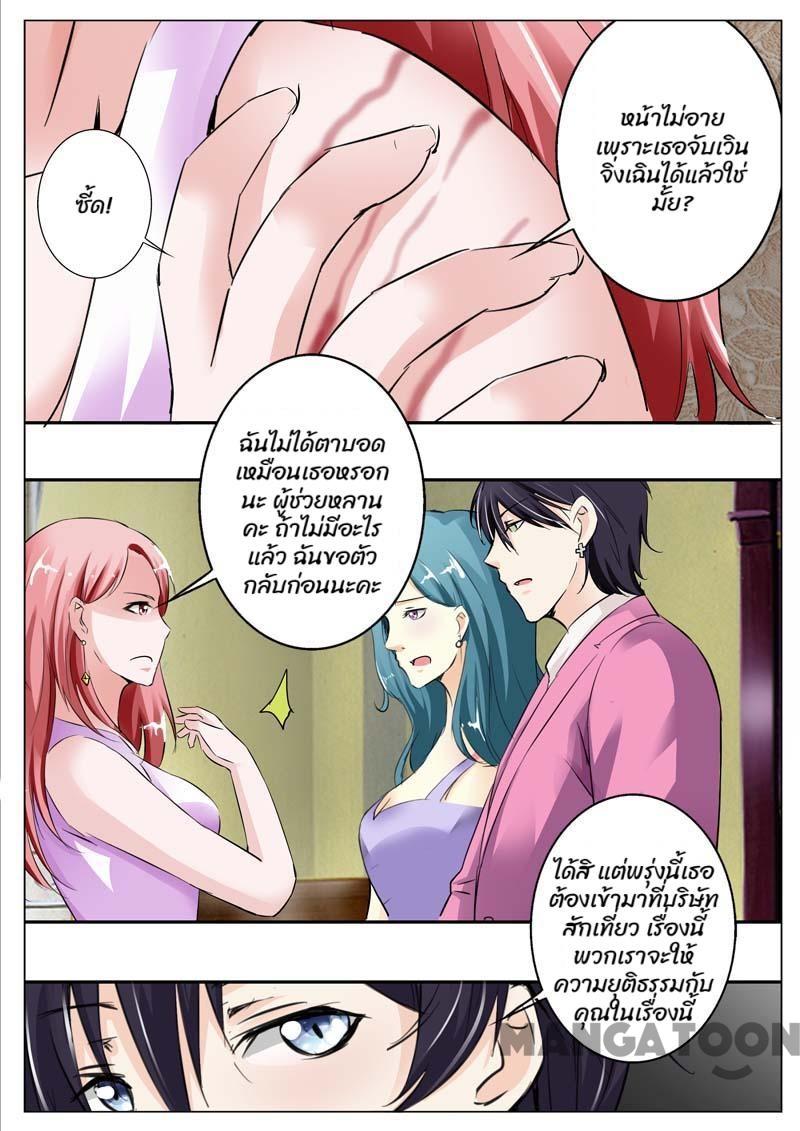 หน้าไม่อาย
เพราะเธอจับเวิน
จิ่งเฉินได้แล้วใช่
มั้ย?
ซี้ด!
ฉันไม่ได้ตาบอด
เหมือนเธอหรอก
นะ ผู้ช่วยหลาน
คะ ถ้าไม่มีอะไร
แล้ว ฉันขอตัว
กลับก่อนนะคะ
ได้สิ แต่พรุ่งนี้เธอ
ต้องเข้ามาที่บริษัท
สักเที่ยว เรื่องนี้
พวกเราจะให้
ความยุติธรรมกับ
คุณในเรื่องนี้
MANGATOON